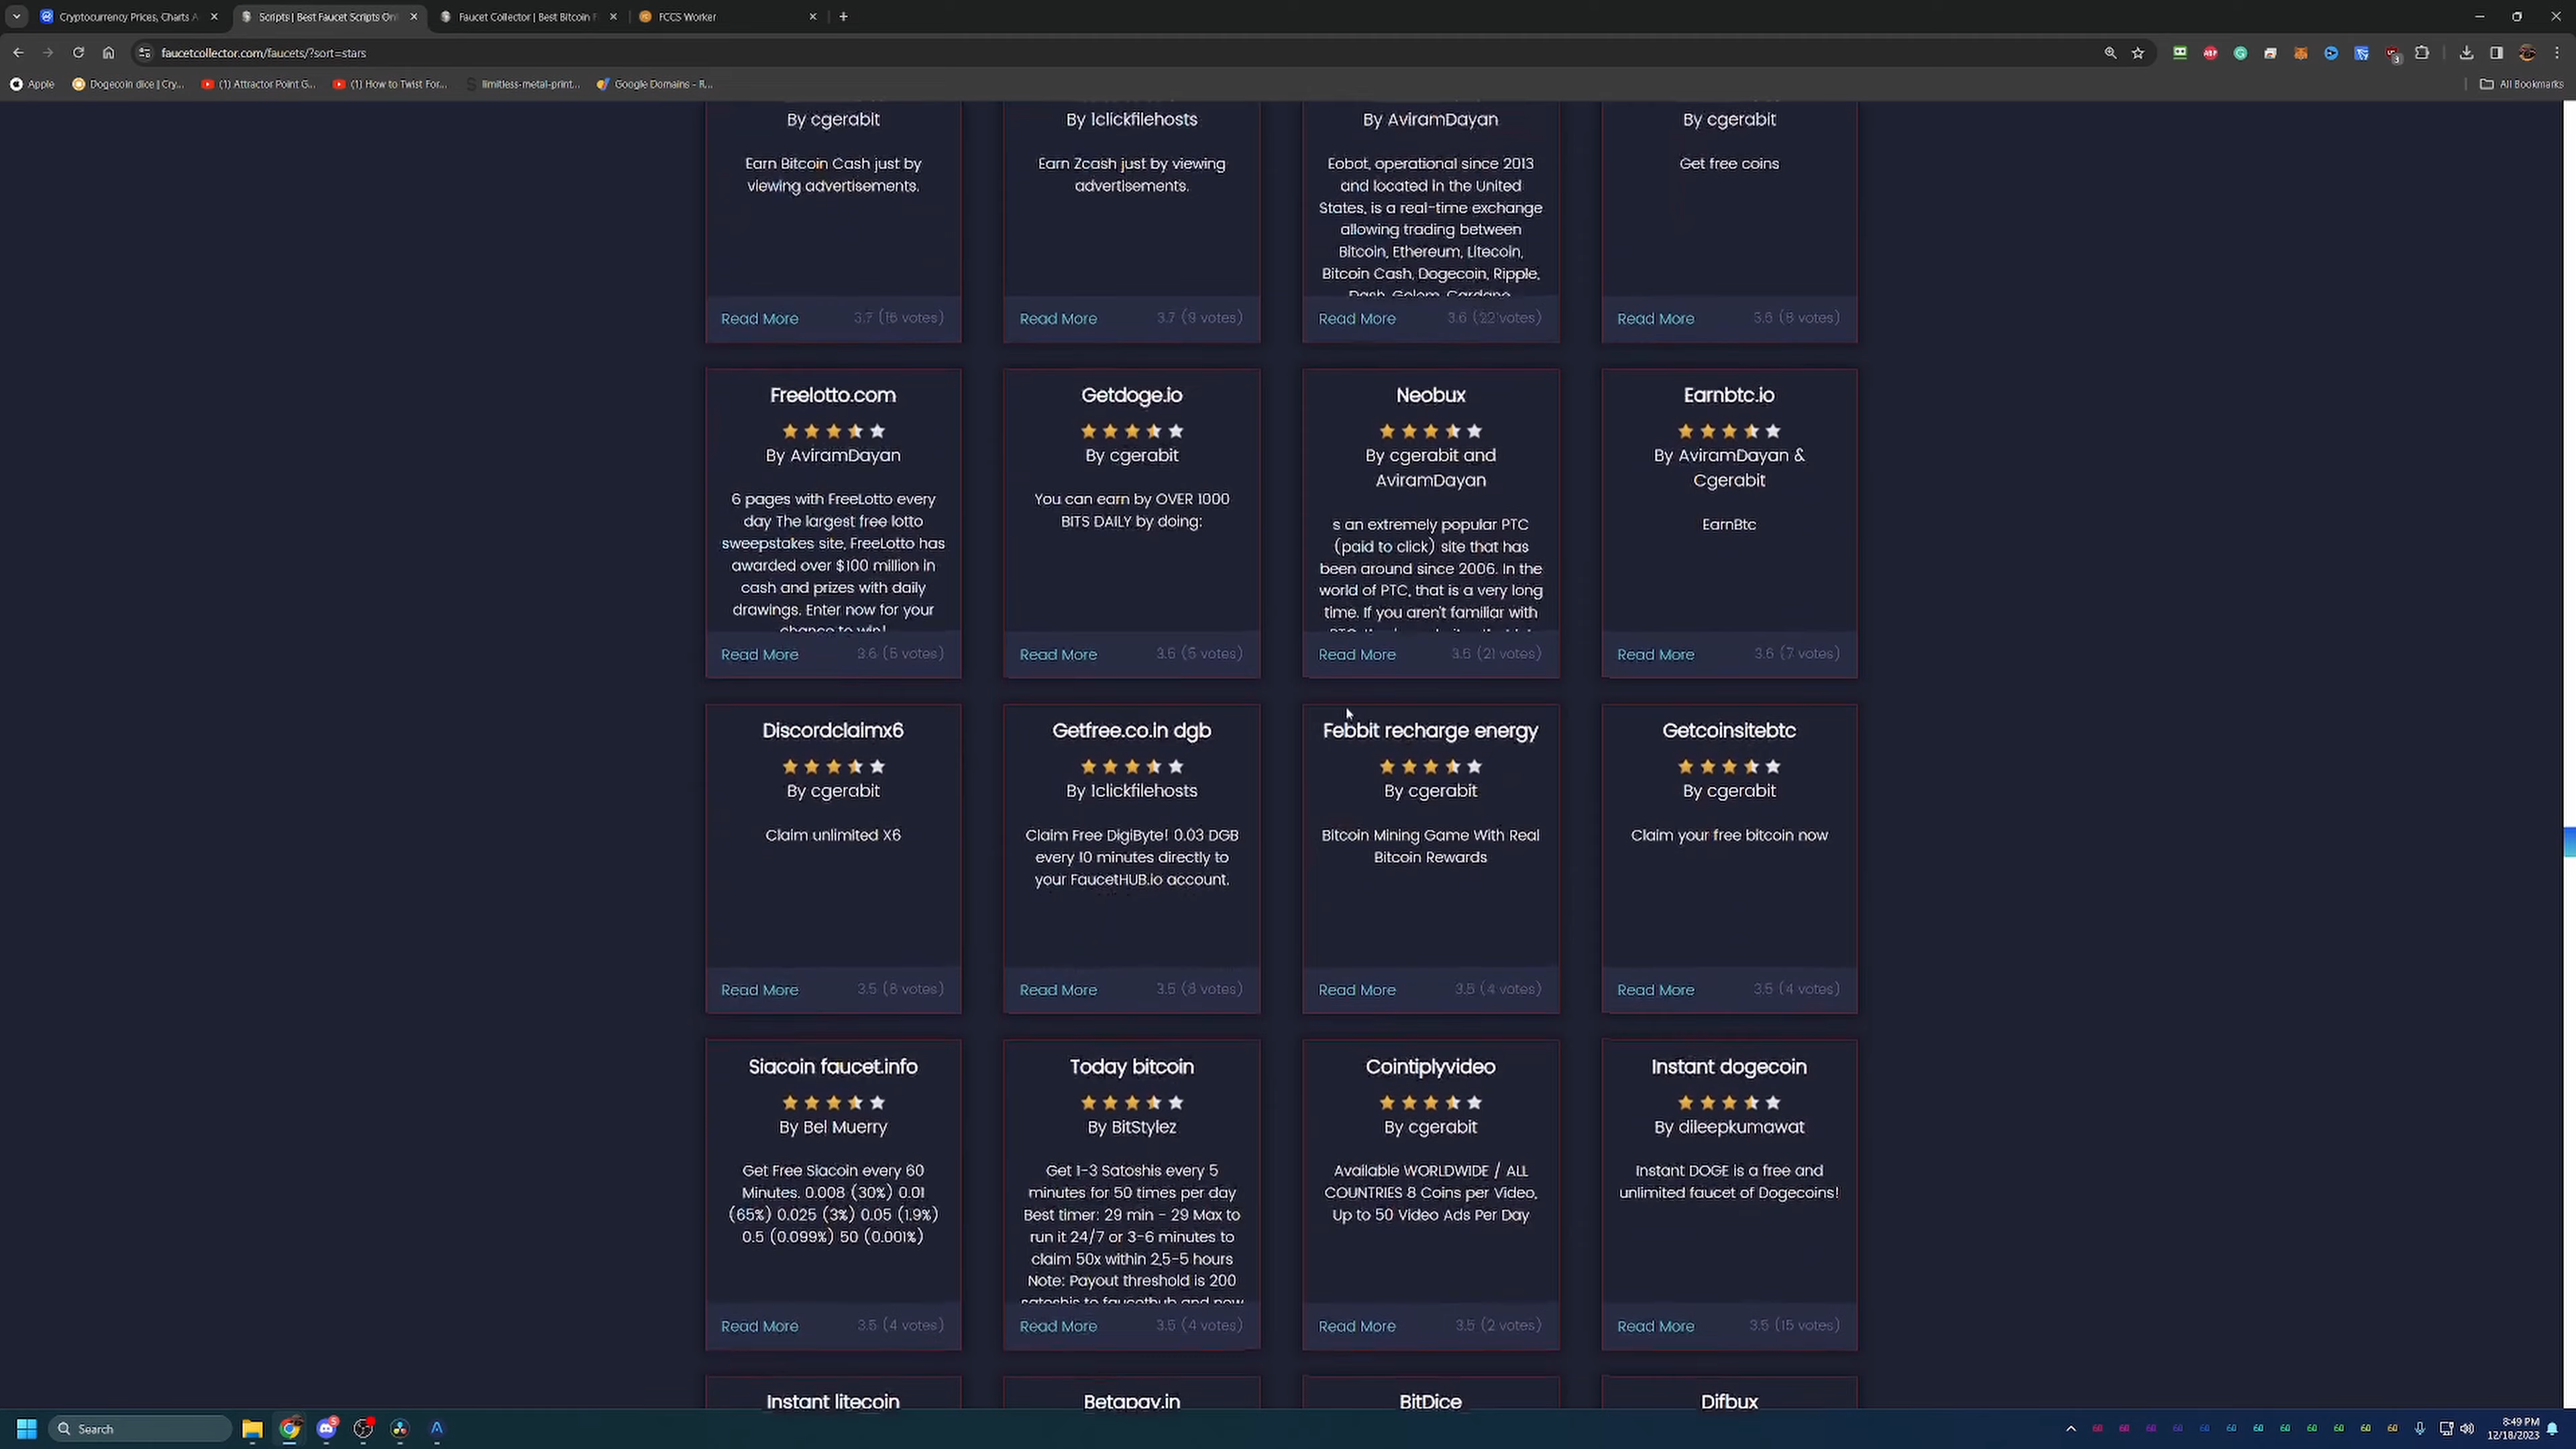 Cryptocurrency Prices, Charts A
Scripts | Best Faucet Scripts Onl
Faucet Collector | Best Bitcoin F
FCCS Worker
faucetcollector.com/faucets/?sort=stars
Apple
Dogecoin dice | Cry...
(1) Attractor Point G...
(1) How to Twist For...
limitless-metal-print...
Google Domains - R...
All Bookmarks
By cgerabit
Earn Bitcoin Cash just by
viewing advertisements.
Read More
3.7 (16 votes)
By 1clickfilehosts
Earn Zcash just by viewing
advertisements.
Read More
3.7 (9 votes)
By AviramDayan
Eobot, operational since 2013
and located in the United
States, is a real-time exchange
allowing trading between
Bitcoin, Ethereum, Litecoin,
Bitcoin Cash, Dogecoin, Ripple,
Dash, Golem, Cardano,
Read More
3.6 (22 votes)
By cgerabit
Get free coins
Read More
Freelotto.com
By AviramDayan
6 pages with FreeLotto every
day The largest free lotto
sweepstakes site, FreeLotto has
awarded over $100 million in
cash and prizes with daily
drawings. Enter now for your
chance to win!
Read More
3.6 (5 votes)
Getdoge.io
By cgerabit
You can earn by OVER 1000
BITS DAILY by doing:
Read More
3.6 (5 votes)
Neobux
By cgerabit and
AviramDayan
s an extremely popular PTC
(paid to click) site that has
been around since 2006. In the
world of PTC, that is a very long
time. If you aren't familiar with
Read More
3.6 (21 votes)
Earnbtc.io
By AviramDayan &
Cgerabit
EarnBtc
Read More
3.6 (7 votes)
Discordclaimx6
By cgerabit
Claim unlimited X6
Read More
3.5 (8 votes)
Getfree.co.in dgb
By 1clickfilehosts
Claim Free DigiByte! 0.03 DGB
every 10 minutes directly to
your FaucetHUB.io account.
Read More
3.5 (8 votes)
Febbit recharge energy
By cgerabit
Bitcoin Mining Game With Real
Bitcoin Rewards
Read More
3.5 (4 votes)
Getcoinsitebtc
By cgerabit
Claim your free bitcoin now
Read More
3.5 (4 votes)
Siacoin faucet.info
By Bel Muerry
Get Free Siacoin every 60
Minutes. 0.008 (30%) 0.01
(65%) 0.025 (3%) 0.05 (1.9%)
0.5 (0.099%) 50 (0.001%)
Read More
3.5 (4 votes)
Today bitcoin
By BitStylez
Get 1-3 Satoshis every 5
minutes for 50 times per day
Best timer: 29 min - 29 Max to
run it 24/7 or 3-6 minutes to
claim 50x within 2,5-5 hours
Note: Payout threshold is 200
satoshis to faucethub and now
Read More
3.5 (4 votes)
Cointiplyvideo
By cgerabit
Available WORLDWIDE / ALL
COUNTRIES 8 Coins per Video,
Up to 50 Video Ads Per Day
Read More
3.5 (2 votes)
Instant dogecoin
By dileepkumawat
Instant DOGE is a free and
unlimited faucet of Dogecoins!
Read More
3.5 (15 votes)
Instant litecoin
Betapay.in
BitDice
Difbux
Search
8:49 PM
12/18/2023